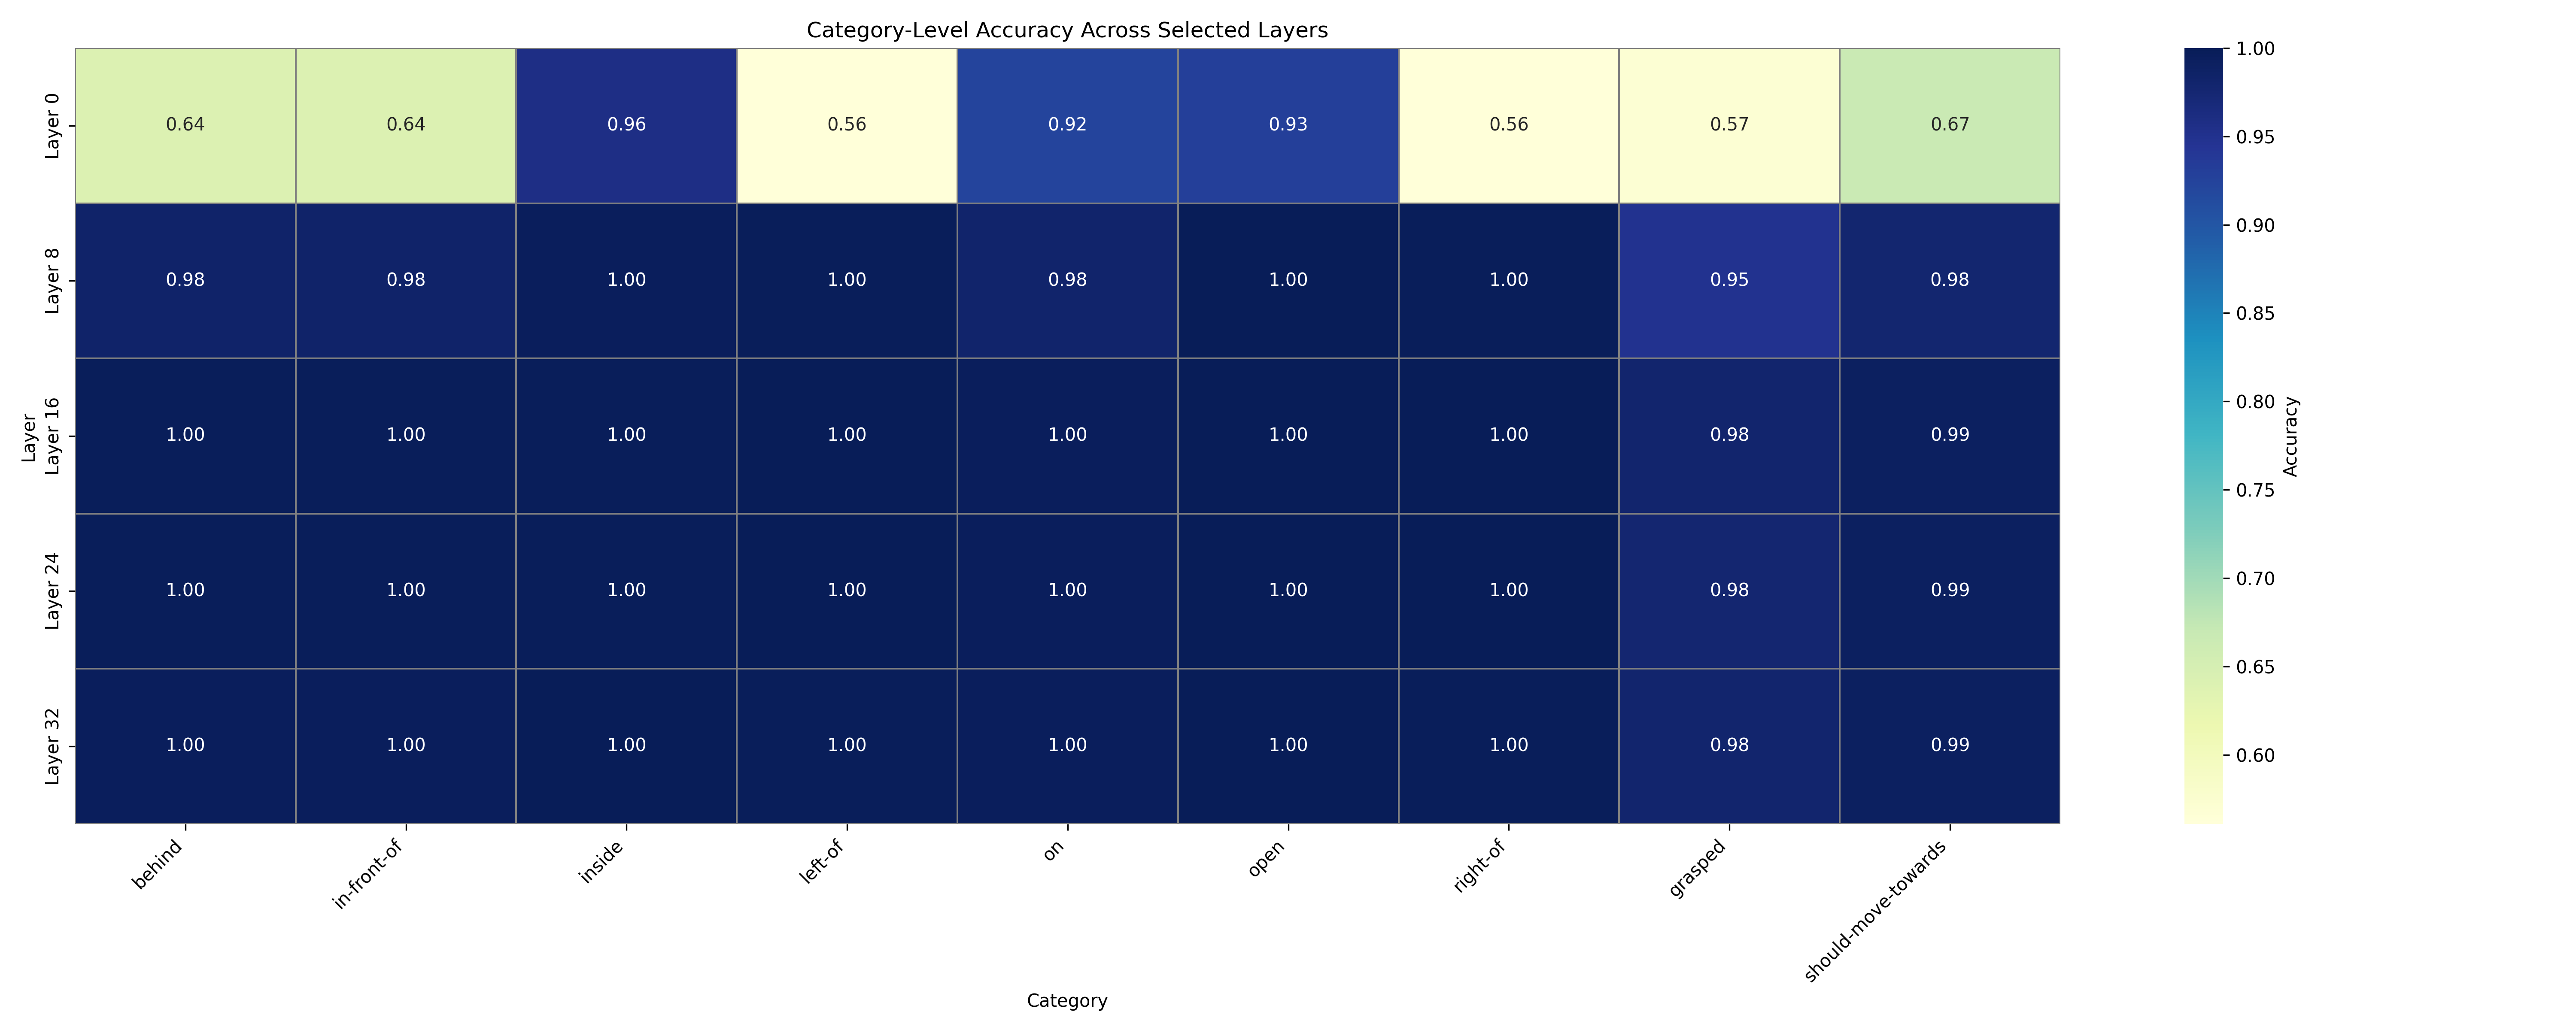 Category-Level Accuracy Across Selected Layers
Layer
Layer 0
0.64 0.64 0.96 0.56 0.92 0.93 0.56 0.57 0.67
Layer 8
0.98 0.98 1.00 1.00 0.98 1.00 1.00 0.95 0.98
Layer 16
1.00 1.00 1.00 1.00 1.00 1.00 1.00 0.98 0.99
Layer 24
1.00 1.00 1.00 1.00 1.00 1.00 1.00 0.98 0.99
Layer 32
1.00 1.00 1.00 1.00 1.00 1.00 1.00 0.98 0.99
behind in-front-of inside left-of on open right-of grasped should-move-towards
Category
1.00
0.95
0.90
0.85
0.80
0.75
0.70
0.65
0.60
Accuracy